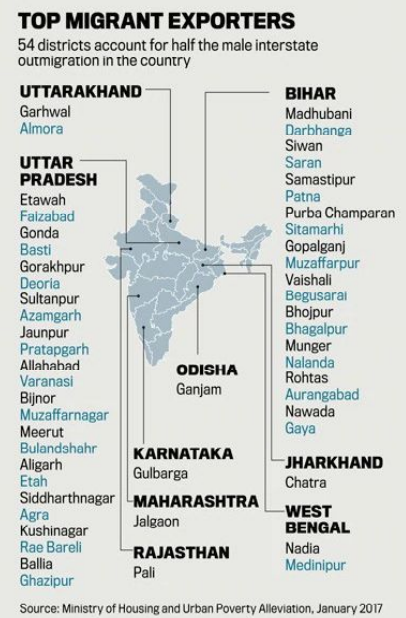 TOP MIGRANT EXPORTERS
54 districts account for half the male interstate
outmigration in the country
UTTARAKHAND
Garhwal
Almora
UTTAR
PRADESH
Etawah
Faizabad
Gonda
Basti
Gorakhpur
Deoria
Sultanpur
Azamgarh
Jaunpur
Pratapgarh
Allahabad
Varanasi
Bijnor
Muzaffarnagar
Meerut
Bulandshahr
Aligarh
Etah
Siddharthnagar
Agra
Kushinagar
Rae Bareli
Ballia
Ghazipur
BIHAR
Madhubani
Darbhanga
Siwan
Saran
Samastipur
Patna
Purba Champaran
Sitamarhi
Gopalganj
Muzaffarpur
Vaishali
Begusarai
Bhojpur
Bhagalpur
Munger
Nalanda
Rohtas
Aurangabad
Nawada
Gaya
ODISHA
Ganjam
KARNATAKA
Gulbarga
MAHARASHTRA
Jalgaon
RAJASTHAN
Pali
JHARKHAND
Chatra
WEST
BENGAL
Nadia
Medinipur
Source: Ministry of Housing and Urban Poverty Alleviation, January 2017